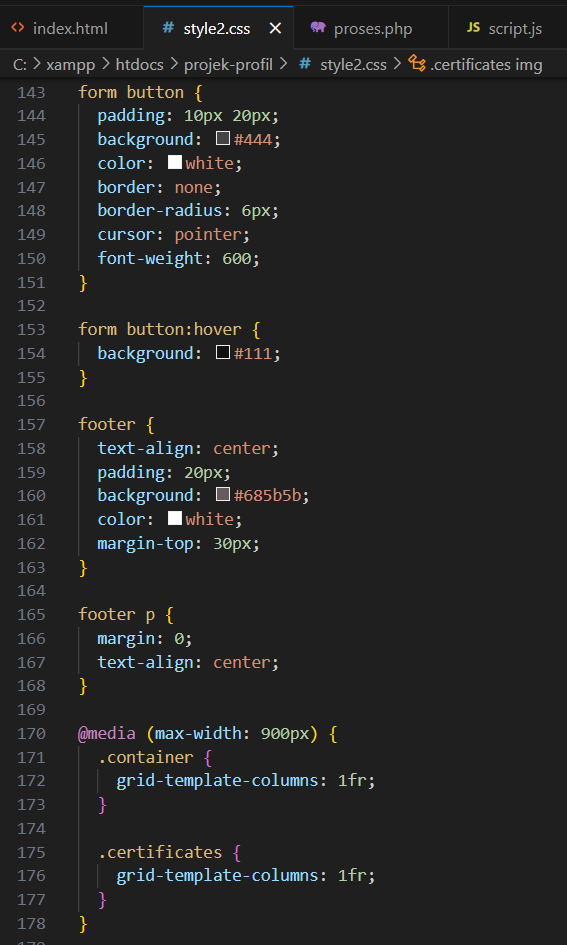 index.html
style2.css
proses.php
JS script.js
C: > xampp > htdocs > projek-profil > # style2.css > .certificates img
143 form button {
144 padding: 10px 20px;
145 background: #444;
146 color: white;
147 border: none;
148 border-radius: 6px;
149 cursor: pointer;
150 font-weight: 600;
151 }
152
153 form button:hover {
154 background: #111;
155 }
156
157 footer {
158 text-align: center;
159 padding: 20px;
160 background: #685b5b;
161 color: white;
162 margin-top: 30px;
163 }
164
165 footer p {
166 margin: 0;
167 text-align: center;
168 }
169
170 @media (max-width: 900px) {
171 .container {
172 grid-template-columns: 1fr;
173 }
174
175 .certificates {
176 grid-template-columns: 1fr;
177 }
178 }